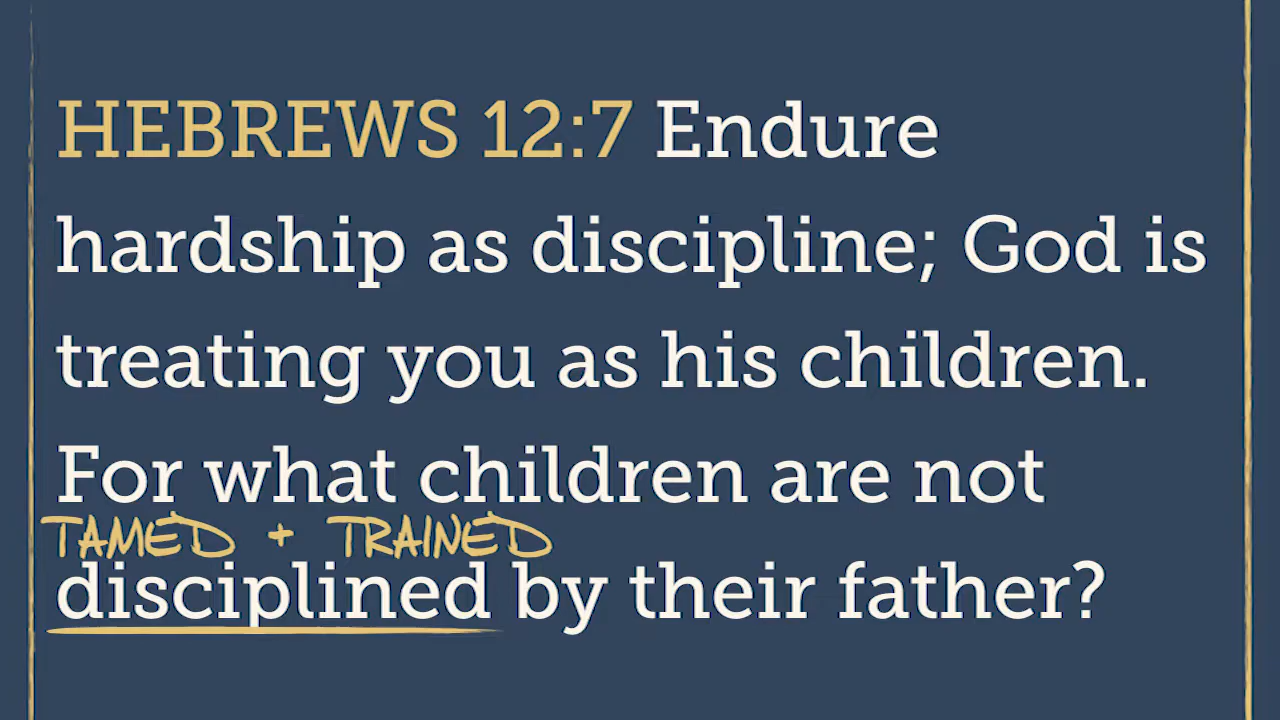 HEBREWS 12:7 Endure
hardship as discipline; God is
treating you as his children.
For what children are not
TAMED + TRAINED
disciplined by their father?